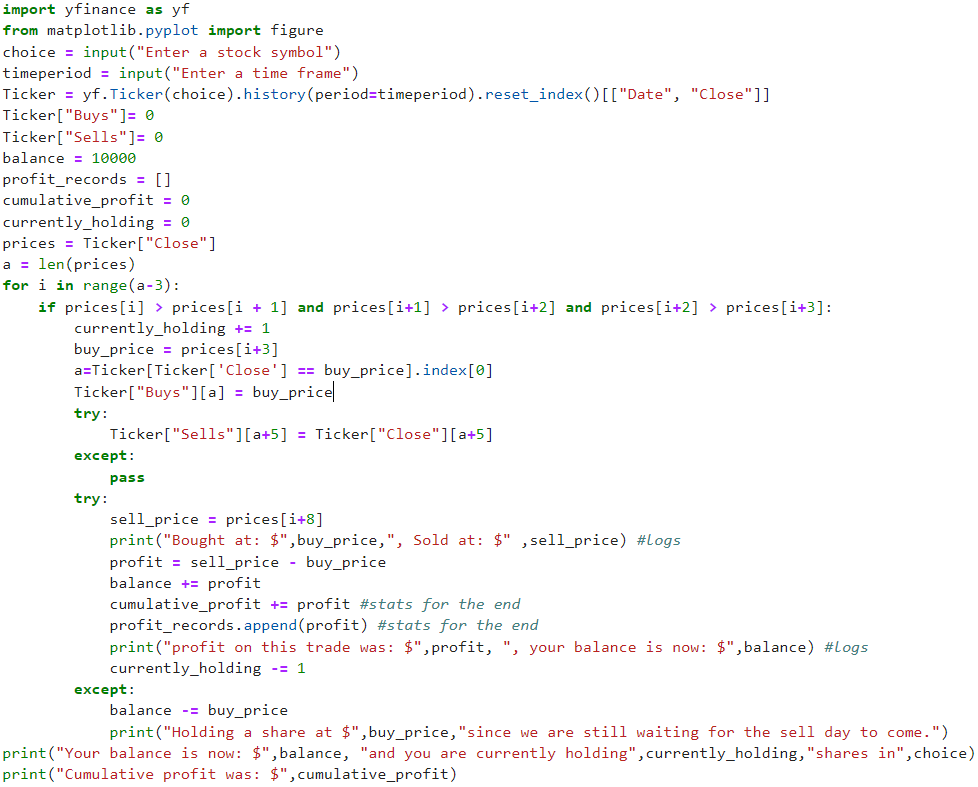 import yfinance as yf
from matplotlib.pyplot import figure
choice = input("Enter a stock symbol")
timeperiod = input("Enter a time frame")
Ticker = yf.Ticker(choice).history(period=timeperiod).reset_index()[["Date", "Close"]]
Ticker["Buys"]= 0
Ticker["Sells"]= 0
balance = 10000
profit_records = []
cumulative_profit = 0
currently_holding = 0
prices = Ticker["Close"]
a = len(prices)
for i in range(a-3):
    if prices[i] > prices[i + 1] and prices[i+1] > prices[i+2] and prices[i+2] > prices[i+3]:
        currently_holding += 1
        buy_price = prices[i+3]
        a=Ticker[Ticker['Close'] == buy_price].index[0]
        Ticker["Buys"][a] = buy_price
        try:
            Ticker["Sells"][a+5] = Ticker["Close"][a+5]
        except:
            pass
        try:
            sell_price = prices[i+8]
            print("Bought at: $",buy_price,", Sold at: $" ,sell_price) #logs
            profit = sell_price - buy_price
            balance += profit
            cumulative_profit += profit #stats for the end
            profit_records.append(profit) #stats for the end
            print("profit on this trade was: $",profit, ", your balance is now: $",balance) #logs
            currently_holding -= 1
        except:
            balance -= buy_price
            print("Holding a share at $",buy_price,"since we are still waiting for the sell day to come.")
print("Your balance is now: $",balance, "and you are currently holding",currently_holding,"shares in",choice)
print("Cumulative profit was: $",cumulative_profit)